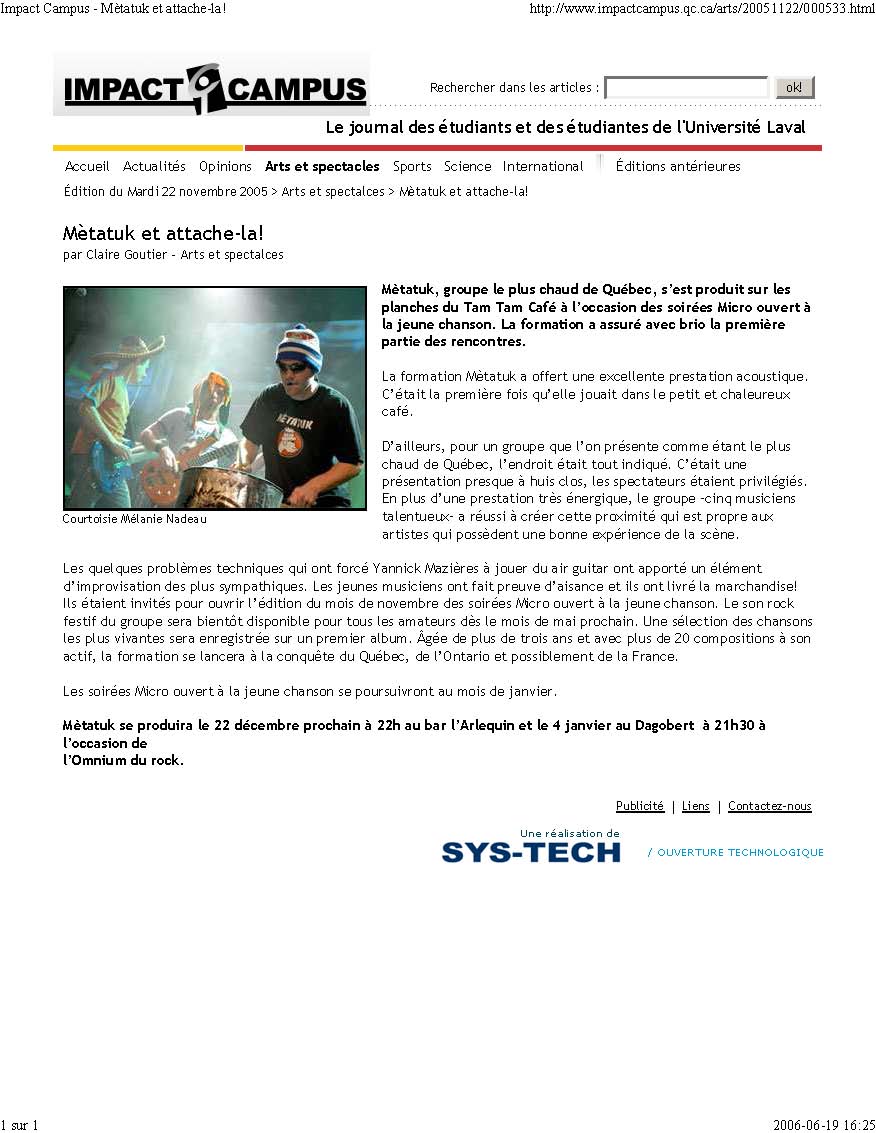 Impact Campus - Mètatuk et attache-la! http://www.impactcampus.qc.ca/arts/20051122/000533.html
IMPACT CAMPUS
Rechercher dans les articles : ok!
Le journal des étudiants et des étudiantes de l'Université Laval
Accueil Actualités Opinions Arts et spectacles Sports Science International Éditions antérieures
Édition du Mardi 22 novembre 2005 > Arts et spectalces > Mètatuk et attache-la!
Mètatuk et attache-la!
par Claire Goutier - Arts et spectalces
MÈTATUK
Courtoisie Mélanie Nadeau
Mètatuk, groupe le plus chaud de Québec, s'est produit sur les
planches du Tam Tam Café à l'occasion des soirées Micro ouvert à
la jeune chanson. La formation a assuré avec brio la première
partie des rencontres.
La formation Mètatuk a offert une excellente prestation acoustique.
C'était la première fois qu'elle jouait dans le petit et chaleureux
café.
D'ailleurs, pour un groupe que l'on présente comme étant le plus
chaud de Québec, l'endroit était tout indiqué. C'était une
présentation presque à huis clos, les spectateurs étaient privilégiés.
En plus d'une prestation très énergique, le groupe -cinq musiciens
talentueux- a réussi à créer cette proximité qui est propre aux
artistes qui possèdent une bonne expérience de la scène.
Les quelques problèmes techniques qui ont forcé Yannick Mazières à jouer du air guitar ont apporté un élément
d'improvisation des plus sympathiques. Les jeunes musiciens ont fait preuve d'aisance et ils ont livré la marchandise!
Ils étaient invités pour ouvrir l'édition du mois de novembre des soirées Micro ouvert à la jeune chanson. Le son rock
festif du groupe sera bientôt disponible pour tous les amateurs dès le mois de mai prochain. Une sélection des chansons
les plus vivantes sera enregistrée sur un premier album. Âgée de plus de trois ans et avec plus de 20 compositions à son
actif, la formation se lancera à la conquête du Québec, de l'Ontario et possiblement de la France.
Les soirées Micro ouvert à la jeune chanson se poursuivront au mois de janvier.
Mètatuk se produira le 22 décembre prochain à 22h au bar l'Arlequin et le 4 janvier au Dagobert à 21h30 à
l'occasion de
l'Omnium du rock.
Publicité | Liens | Contactez-nous
Une réalisation de
SYS-TECH / OUVERTURE TECHNOLOGIQUE
1 sur 1 2006-06-19 16:25